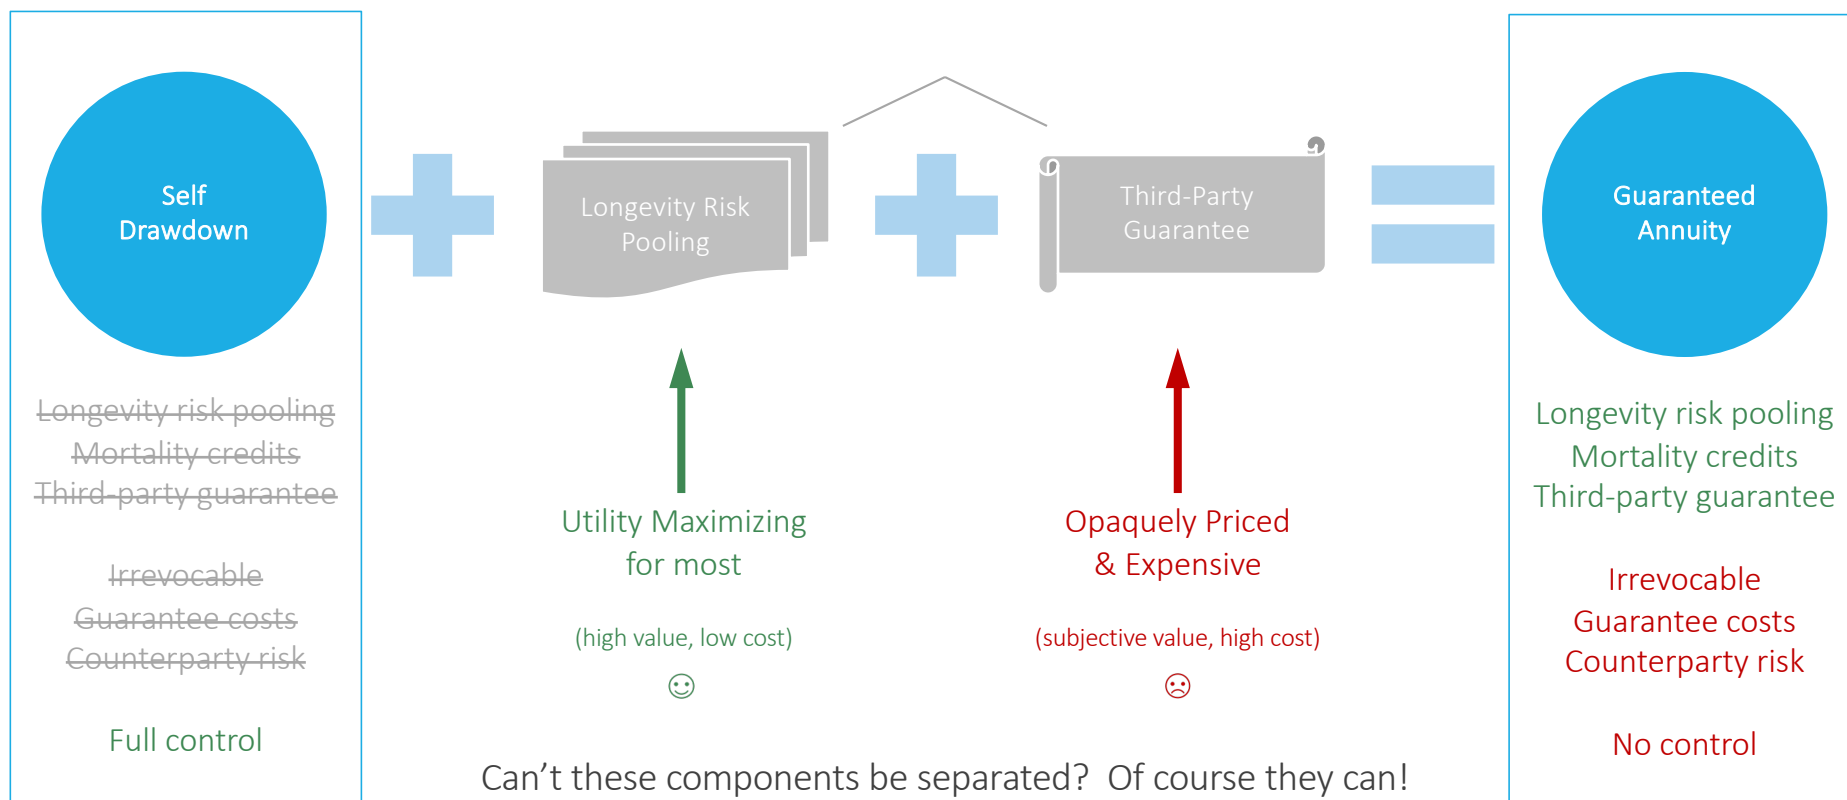 Self
Drawdown
Longevity risk pooling
Mortality credits
Third-party guarantee
Irrevocable
Guarantee costs
Counterparty risk
Full control
Longevity Risk
Pooling
Utility Maximizing
for most
(high value, low cost)
Third-Party
Guarantee
Opaquely Priced
& Expensive
(subjective value, high cost)
Guaranteed
Annuity
Longevity risk pooling
Mortality credits
Third-party guarantee
Irrevocable
Guarantee costs
Counterparty risk
No control
Can't these components be separated?  Of course they can!